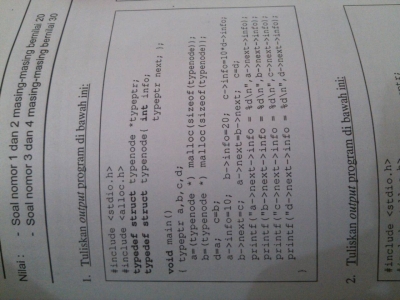 Nilai : - Soal nomor 1 dan 2 masing-masing bernilai 20
- Soal nomor 3 dan 4 masing-masing bernilai 30
1. Tuliskan output program di bawah ini:
#include <stdio.h>
#include <alloc.h>
typedef struct typenode *typeptr;
typedef struct typenode{ int info;
typeptr next; };
void main()
{ typeptr a,b,c,d;
a=(typenode *) malloc(sizeof(typenode));
b=(typenode *) malloc(sizeof(typenode));
d=a; c=b;
a->info=10; b->info=20; c->info=10+d->info;
b->next=c; a->next=b->next; c=d;
printf("a->next->info = %d\n",a->next->info);
printf("b->next->info = %d\n",b->next->info);
printf("c->next->info = %d\n",c->next->info);
printf("d->next->info = %d\n",d->next->info);
}
2. Tuliskan output program di bawah ini:
#include <stdio.h>